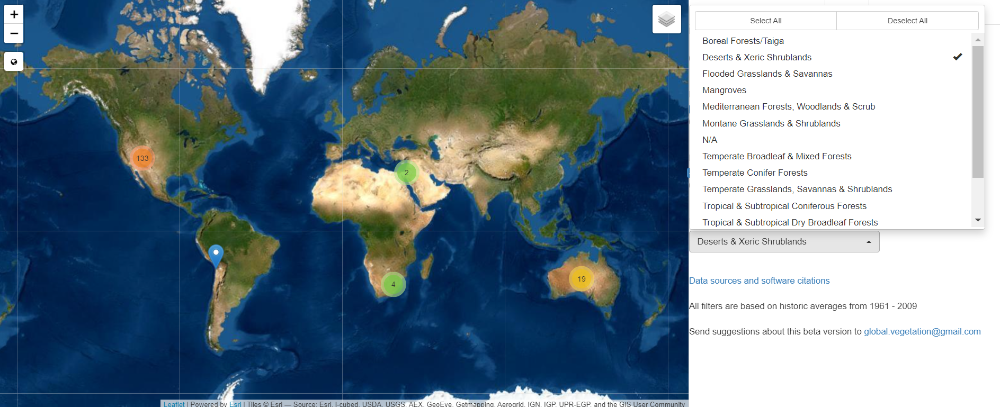 +
−
133
2
4
19
Select All
Deselect All
Boreal Forests/Taiga
Deserts & Xeric Shrublands
Flooded Grasslands & Savannas
Mangroves
Mediterranean Forests, Woodlands & Scrub
Montane Grasslands & Shrublands
N/A
Temperate Broadleaf & Mixed Forests
Temperate Conifer Forests
Temperate Grasslands, Savannas & Shrublands
Tropical & Subtropical Coniferous Forests
Tropical & Subtropical Dry Broadleaf Forests
Deserts & Xeric Shrublands
Data sources and software citations
All filters are based on historic averages from 1961 - 2009
Send suggestions about this beta version to global.vegetation@gmail.com
Leaflet | Powered by Esri | Tiles © Esri — Source: Esri, i-cubed, USDA, USGS, AEX, GeoEye, Getmapping, Aerogrid, IGN, IGP, UPR-EGP, and the GIS User Community